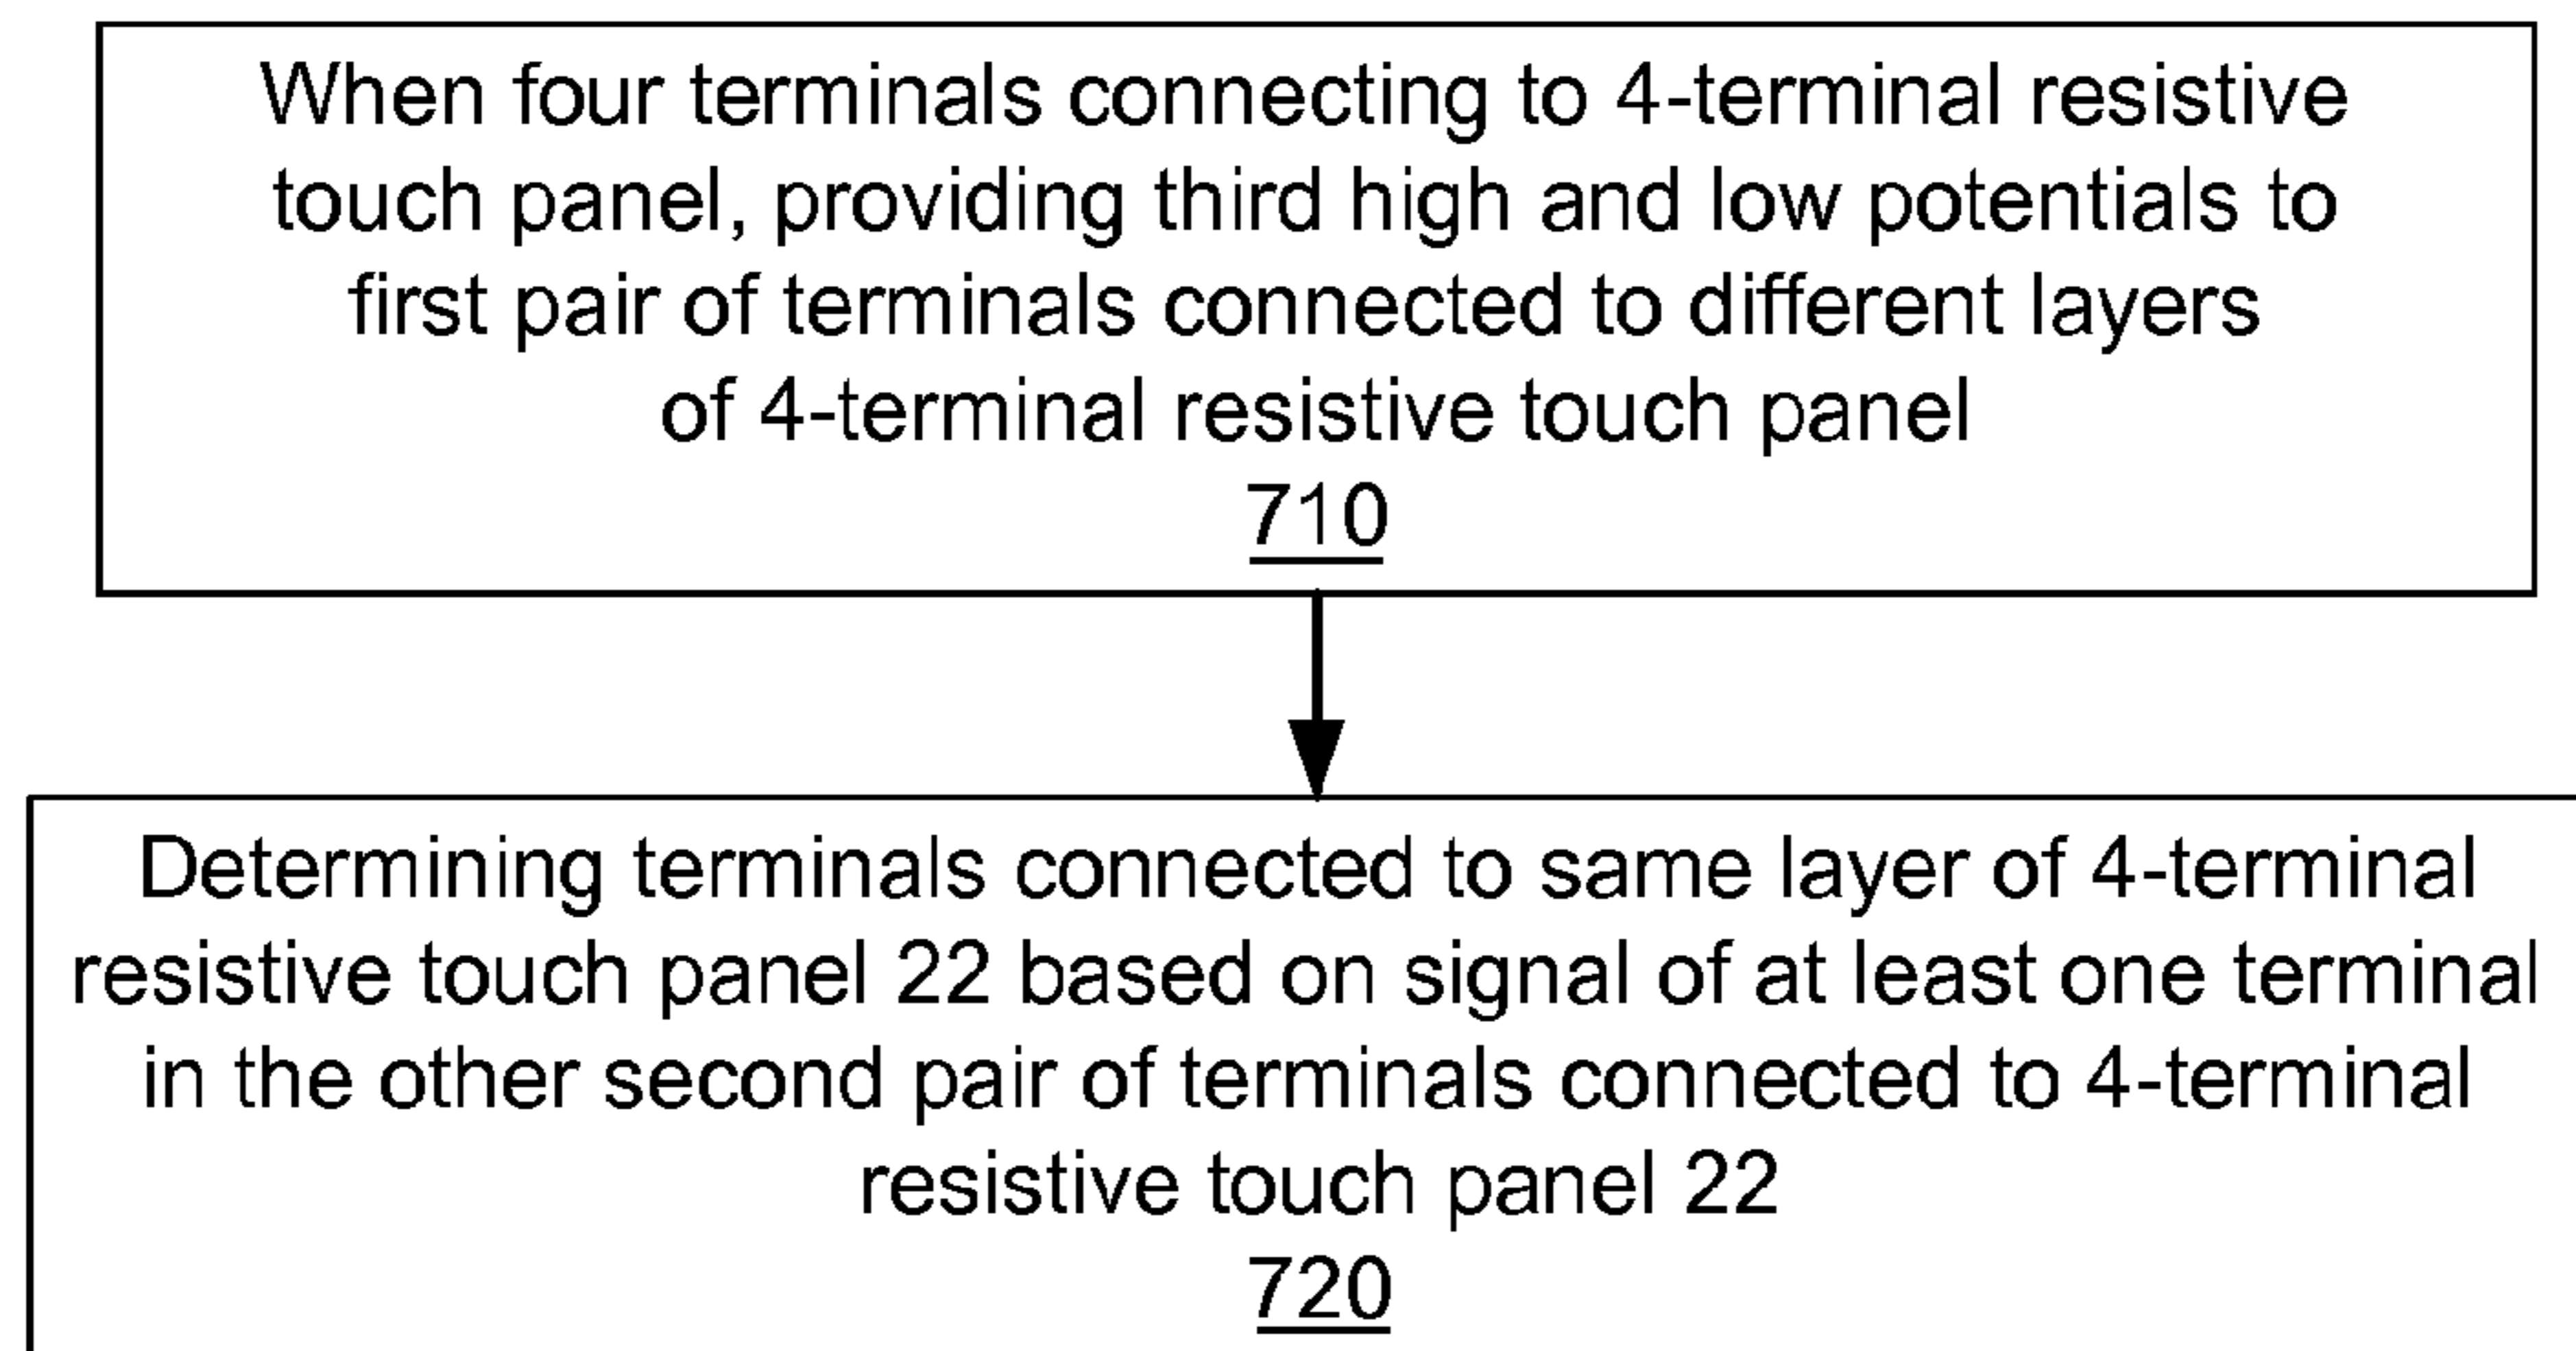 When four terminals connecting to 4-terminal resistive
touch panel, providing third high and low potentials to
first pair of terminals connected to different layers
of 4-terminal resistive touch panel
710
Determining terminals connected to same layer of 4-terminal
resistive touch panel 22 based on signal of at least one terminal
in the other second pair of terminals connected to 4-terminal
resistive touch panel 22
720